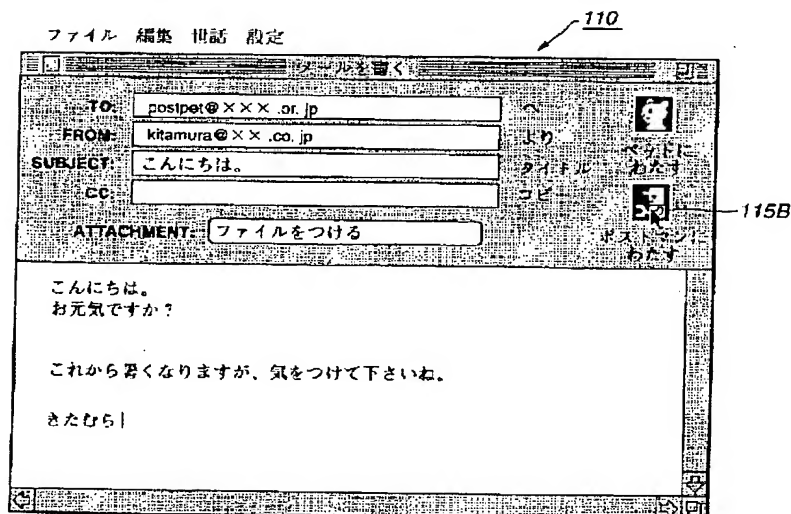 110
ファイル 編集 世話 設定
メールを書く
TO: postpet@×××.or.jp へ
FROM: kitamura@××.co.jp より
SUBJECT: こんにちは。 タイトル
CC: コピー
ATTACHMENT: ファイルをつける
ペットに
わたす
115B
ポストマンに
わたす
こんにちは。
お元気ですか?
これから暑くなりますが、気をつけて下さいね。
きたむら